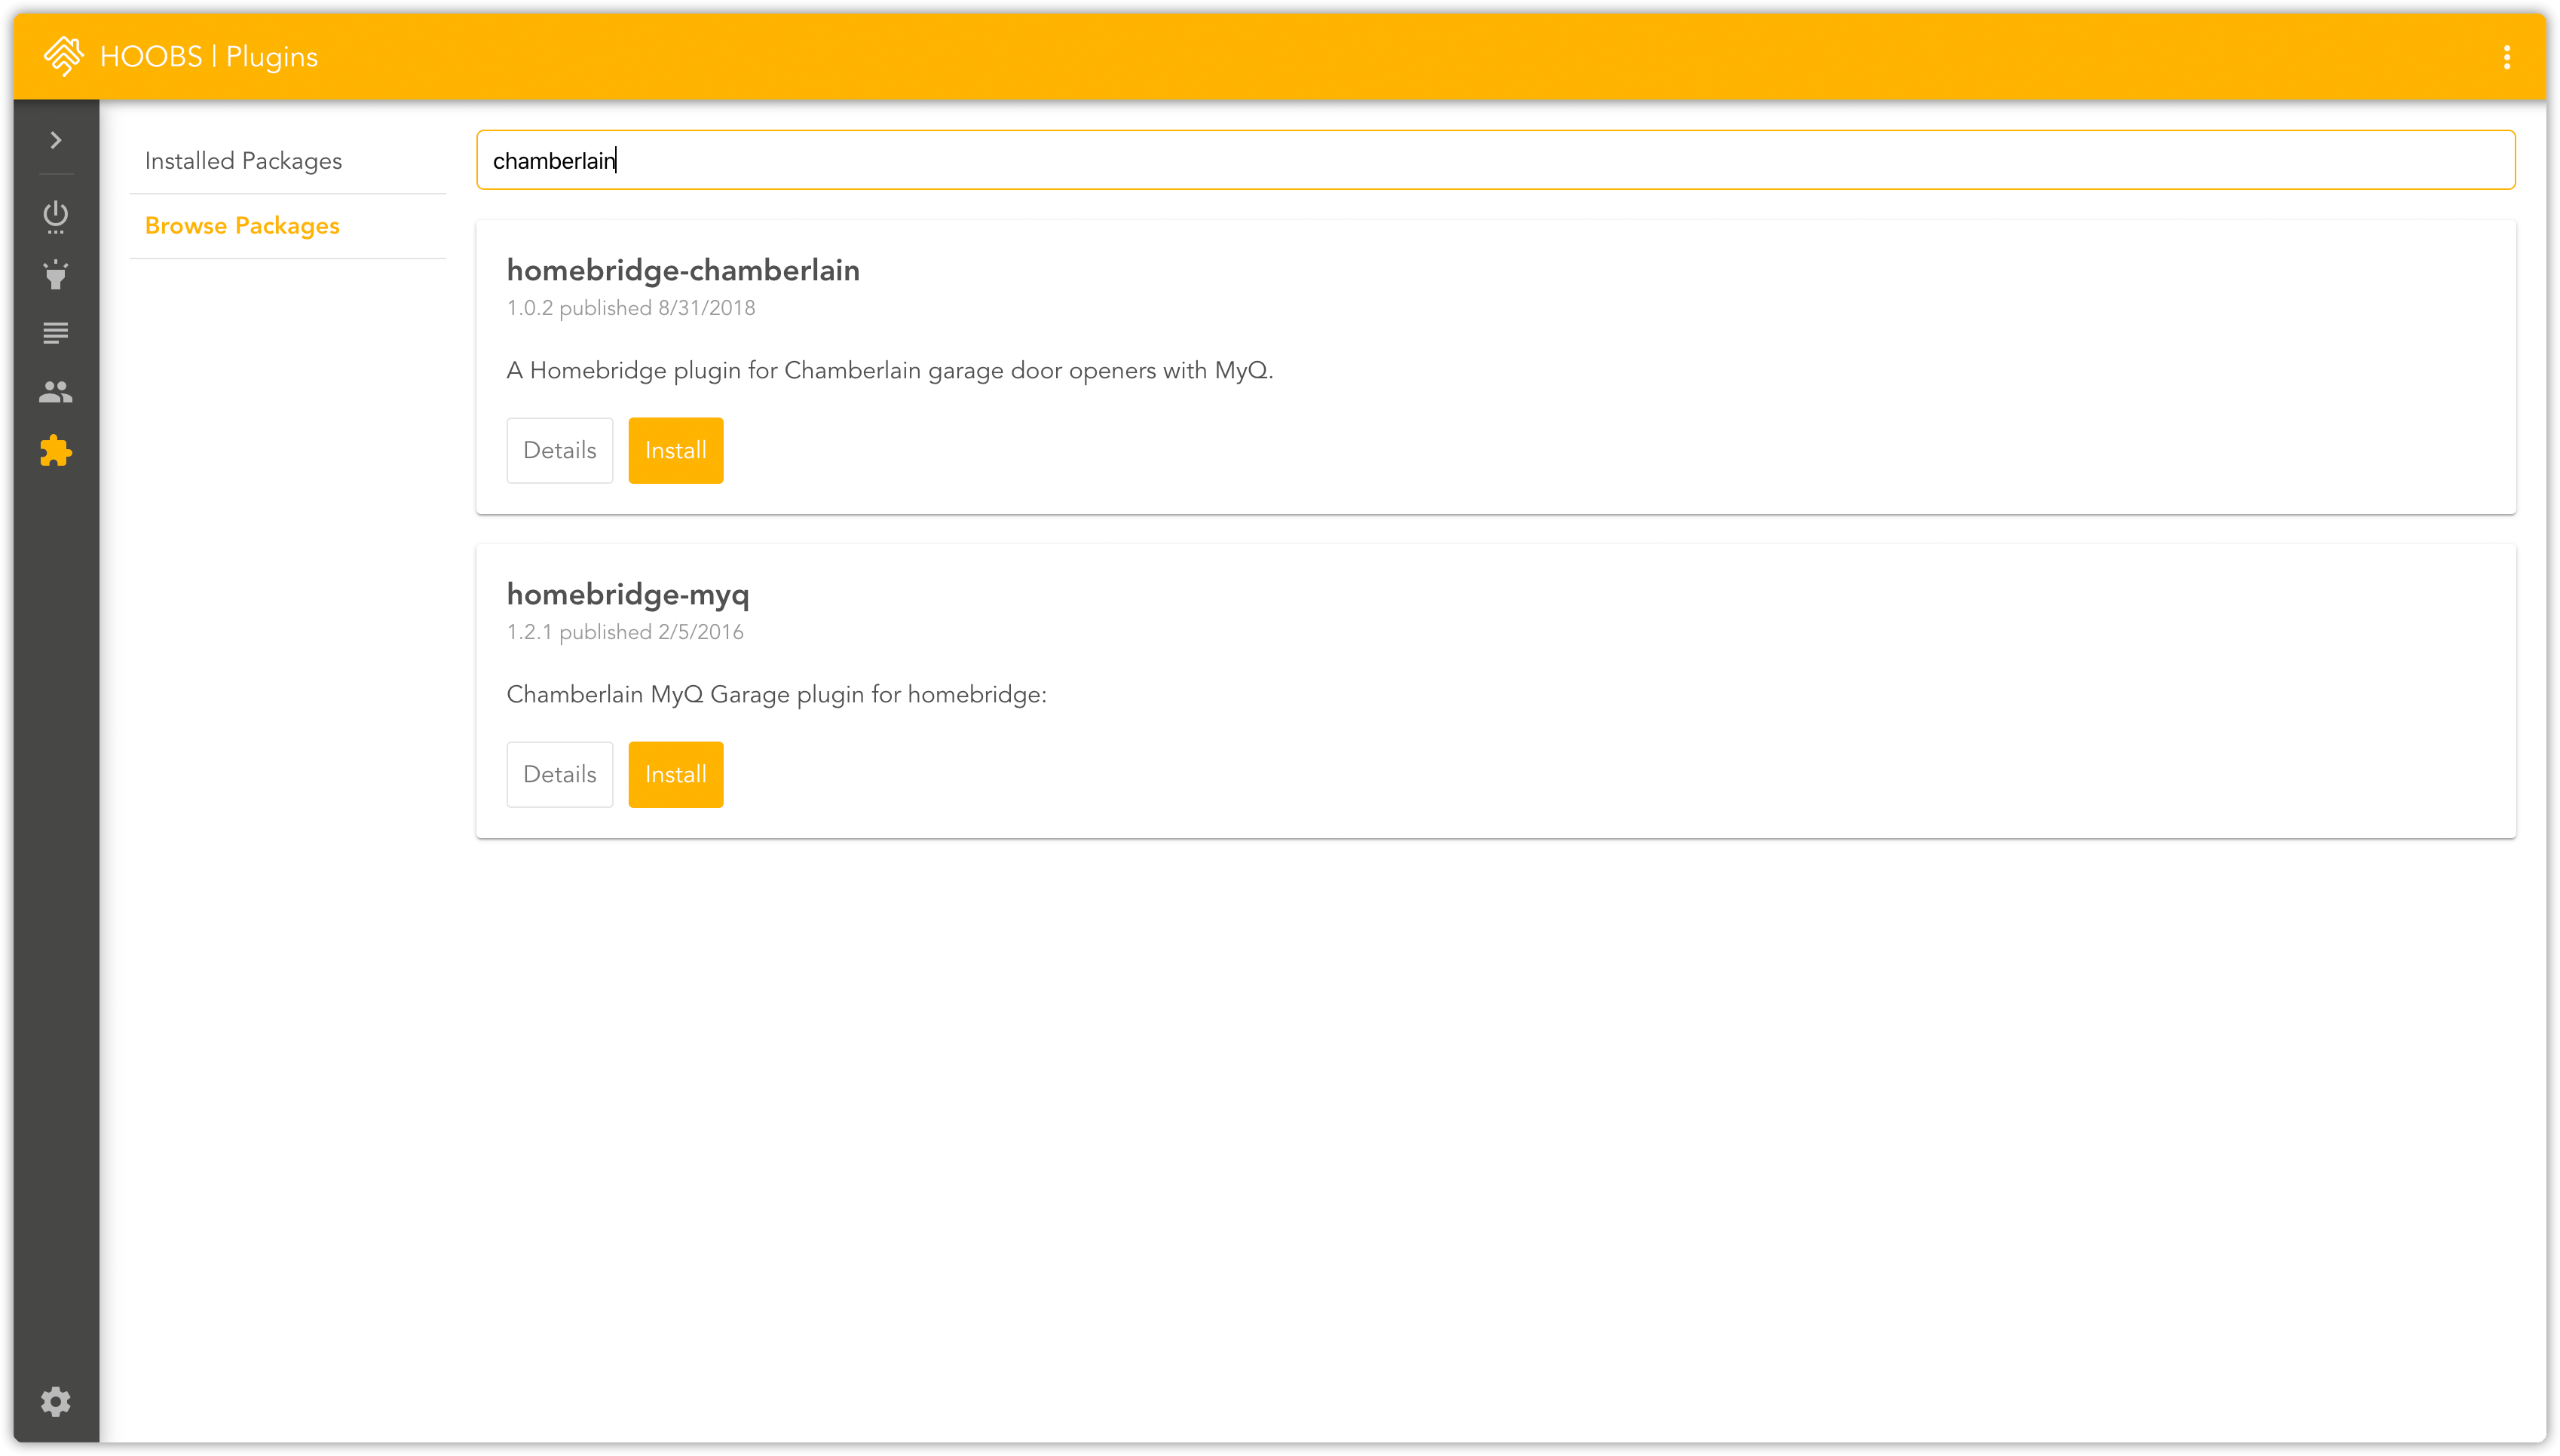 HOOBS | Plugins
Installed Packages
Browse Packages
chamberlain
homebridge-chamberlain
1.0.2 published 8/31/2018
A Homebridge plugin for Chamberlain garage door openers with MyQ.
Details Install
homebridge-myq
1.2.1 published 2/5/2016
Chamberlain MyQ Garage plugin for homebridge:
Details Install